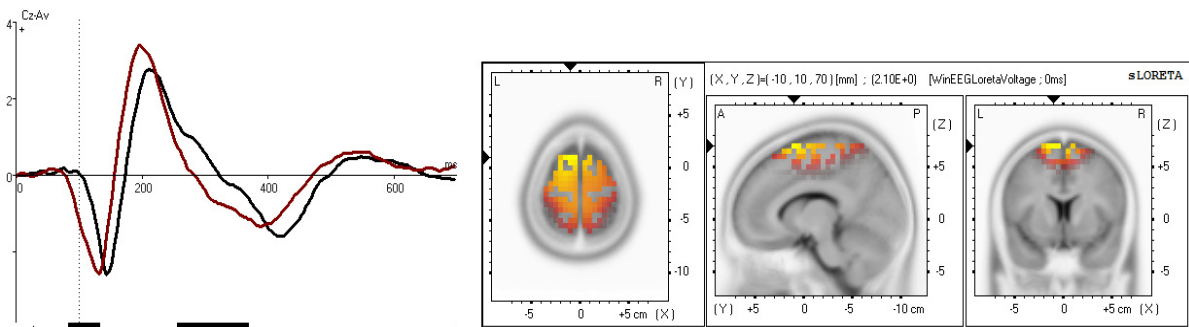 Cz-Av
4
+
2
0
200
400
600
ms
L
R
(Y)
+5
0
-5
-10
-5
0
+5 cm
(X)
(X, Y, Z)=(-10, 10, 70) [mm] ; (2.10E+0) [WinEEGLoretaVoltage ; 0ms]
sLORETA
A
P
(Z)
+5
0
-5
(Y)
5
0
-5
-10 cm
L
R
(Z)
+5
0
-5
-5
0
+5 cm
(X)